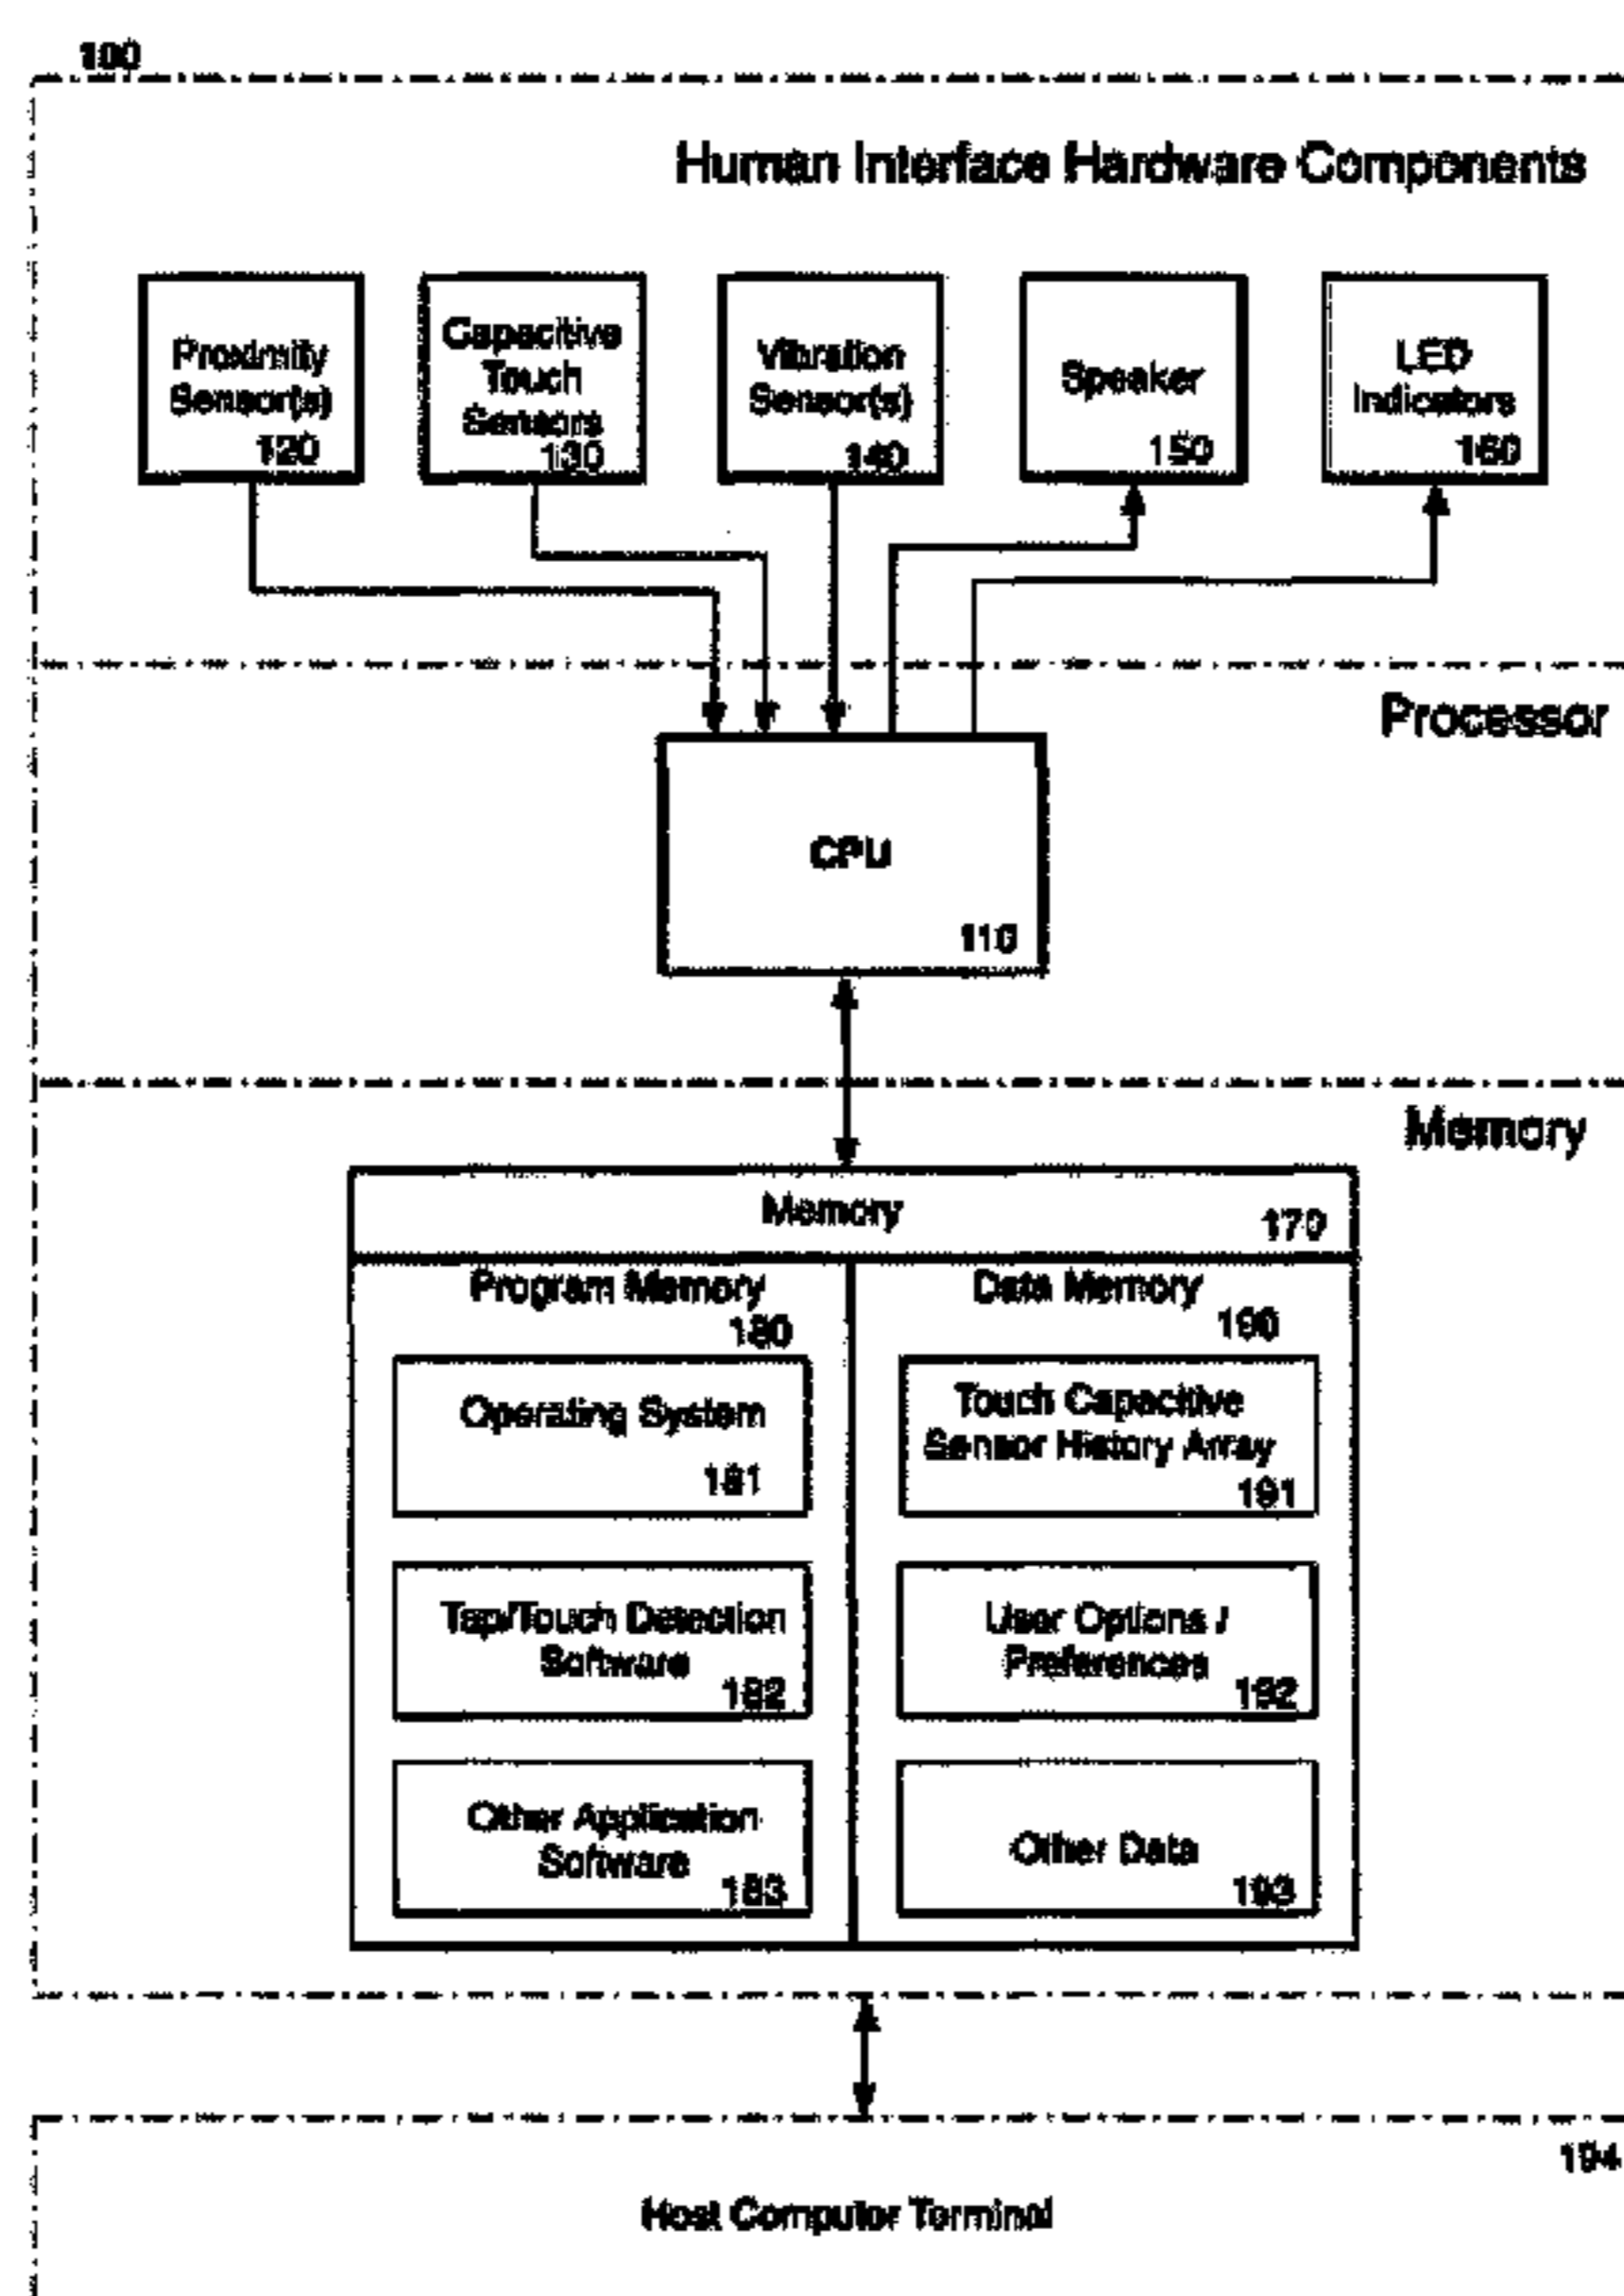 100
Human Interface Hardware Components
Proximity
Sensor(s)
120
Capacitive
Touch
Sensors
130
Vibration
Sensor(s)
140
Speaker
150
LED
Indicators
160
Processor
CPU
110
Memory
Memory
170
Program Memory
180
Data Memory
190
Operating System
181
Touch Capacitive
Sensor History Array
191
Tap/Touch Detection
Software
182
User Options /
Preferences
192
Other Application
Software
183
Other Data
193
194
Host Computer Terminal